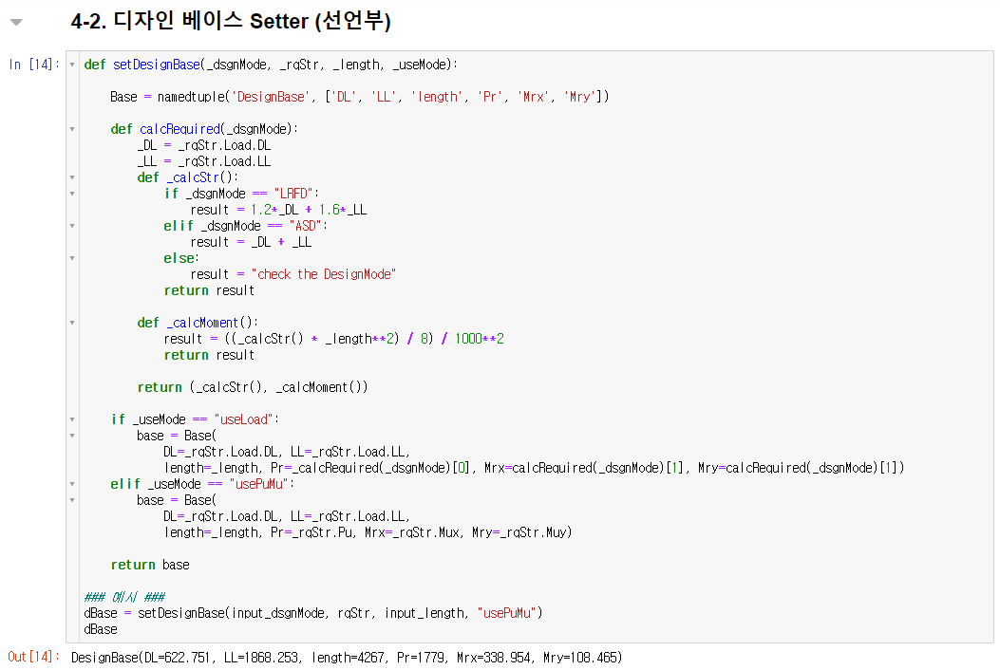 4-2. 디자인 베이스 Setter (선언부)
In [14]:
def setDesignBase(_dsgnMode, _rqStr, _length, _useMode):
Base = namedtuple('DesignBase', ['DL', 'LL', 'length', 'Pr', 'Mrx', 'Mry'])
def calcRequired(_dsgnMode):
_DL = _rqStr.Load.DL
_LL = _rqStr.Load.LL
def _calcStr():
if _dsgnMode == "LRFD":
result = 1.2*_DL + 1.6*_LL
elif _dsgnMode == "ASD":
result = _DL + _LL
else:
result = "check the DesignMode"
return result
def _calcMoment():
result = ((_calcStr() * _length**2) / 8) / 1000**2
return result
return (_calcStr(), _calcMoment())
if _useMode == "useLoad":
base = Base(
DL=_rqStr.Load.DL, LL=_rqStr.Load.LL,
length=_length, Pr=_calcRequired(_dsgnMode)[0], Mrx=calcRequired(_dsgnMode)[1], Mry=calcRequired(_dsgnMode)[1])
elif _useMode == "usePuMu":
base = Base(
DL=_rqStr.Load.DL, LL=_rqStr.Load.LL,
length=_length, Pr=_rqStr.Pu, Mrx=_rqStr.Mux, Mry=_rqStr.Muy)
return base
### 예시 ###
dBase = setDesignBase(input_dsgnMode, rqStr, input_length, "usePuMu")
dBase
Out[14]: DesignBase(DL=622.751, LL=1868.253, length=4267, Pr=1779, Mrx=338.954, Mry=108.465)